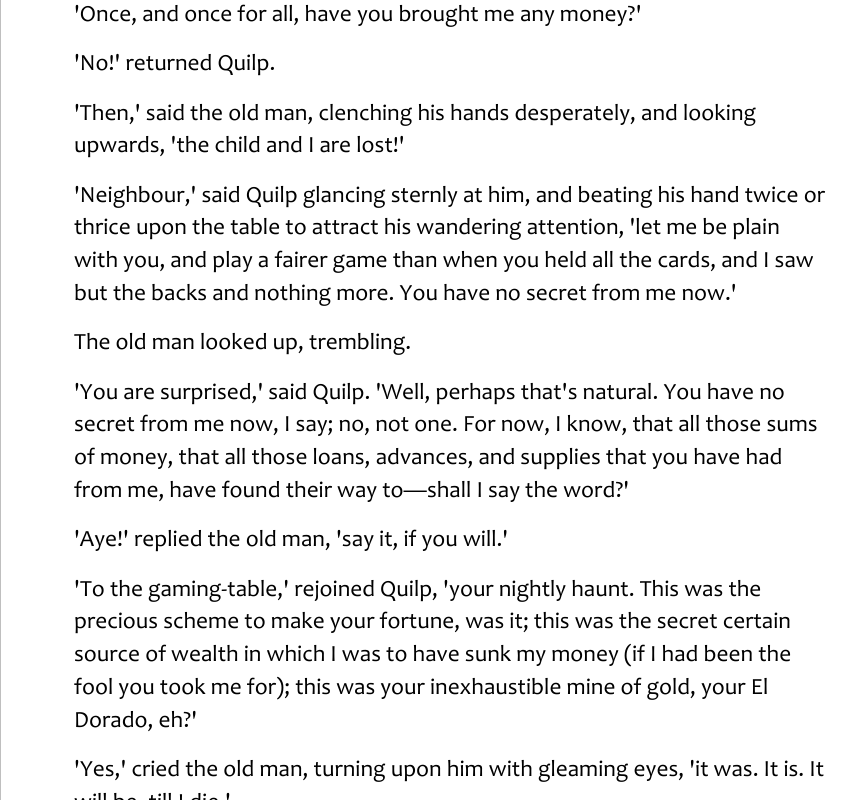 'Once, and once for all, have you brought me any money?'
'No!' returned Quilp.
'Then,' said the old man, clenching his hands desperately, and looking
upwards, 'the child and I are lost!'
'Neighbour,' said Quilp glancing sternly at him, and beating his hand twice or
thrice upon the table to attract his wandering attention, 'let me be plain
with you, and play a fairer game than when you held all the cards, and I saw
but the backs and nothing more. You have no secret from me now.'
The old man looked up, trembling.
'You are surprised,' said Quilp. 'Well, perhaps that's natural. You have no
secret from me now, I say; no, not one. For now, I know, that all those sums
of money, that all those loans, advances, and supplies that you have had
from me, have found their way to—shall I say the word?'
'Aye!' replied the old man, 'say it, if you will.'
'To the gaming-table,' rejoined Quilp, 'your nightly haunt. This was the
precious scheme to make your fortune, was it; this was the secret certain
source of wealth in which I was to have sunk my money (if I had been the
fool you took me for); this was your inexhaustible mine of gold, your El
Dorado, eh?'
'Yes,' cried the old man, turning upon him with gleaming eyes, 'it was. It is. It
will be, till I die.'